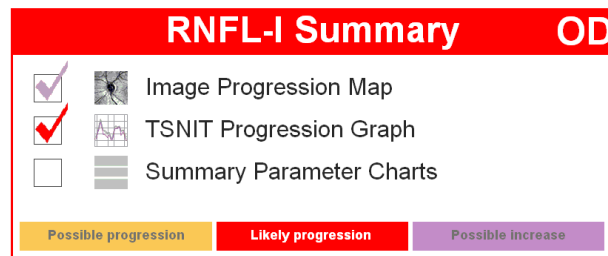 RNFL-I Summary OD
Image Progression Map
TSNIT Progression Graph
Summary Parameter Charts
Possible progression Likely progression Possible increase